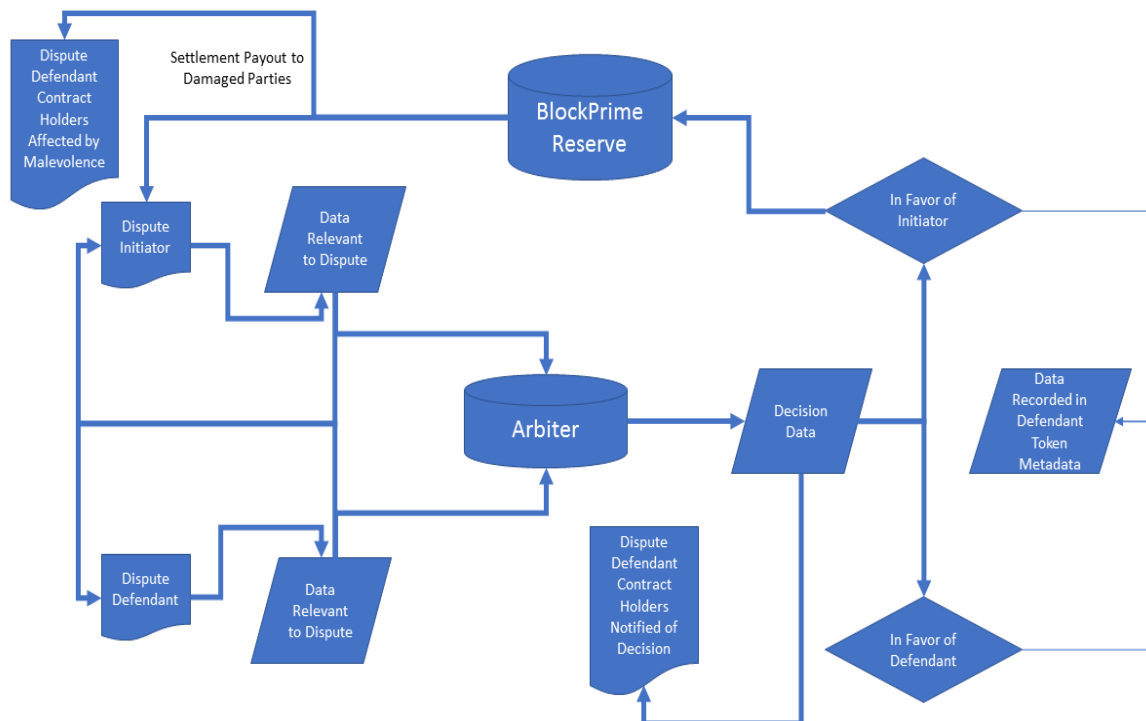 Dispute
Defendant
Contract
Holders
Affected by
Malevolence
Settlement Payout to
Damaged Parties
BlockPrime
Reserve
In Favor of
Initiator
Dispute
Initiator
Data
Relevant
to Dispute
Arbiter
Decision
Data
Data
Recorded in
Defendant
Token
Metadata
Dispute
Defendant
Data
Relevant
to Dispute
Dispute
Defendant
Contract
Holders
Notified of
Decision
In Favor of
Defendant